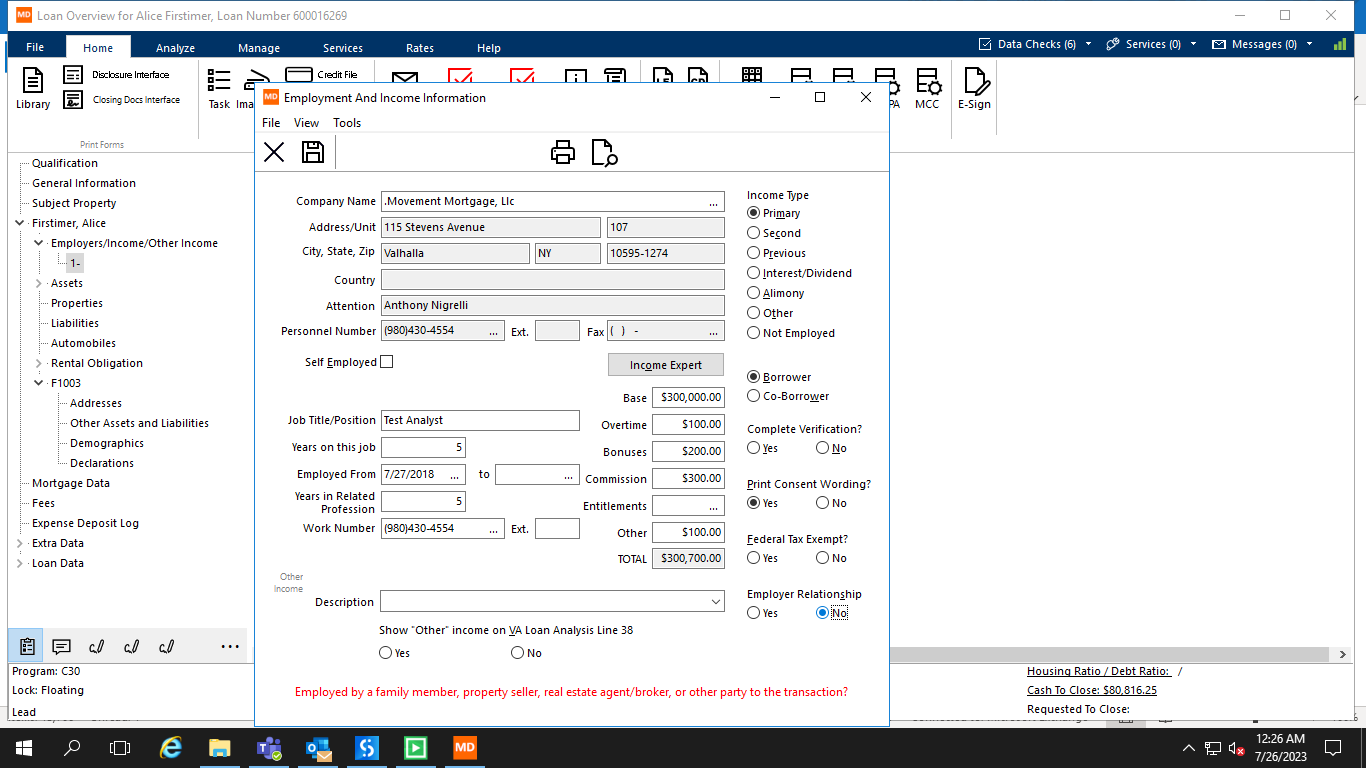 MD Loan Overview for Alice Firstimer, Loan Number 600016269
File Home Analyze Manage Services Rates Help Data Checks (6) Services (0) Messages (0)
Library
Disclosure Interface
Closing Docs Interface
Print Forms
Task
Credit File
MCC
E-Sign
MD Employment And Income Information
File View Tools
Qualification
General Information
Subject Property
Firstimer, Alice
Employers/Income/Other Income
1-
Assets
Properties
Liabilities
Automobiles
Rental Obligation
F1003
Addresses
Other Assets and Liabilities
Demographics
Declarations
Mortgage Data
Fees
Expense Deposit Log
Extra Data
Loan Data
Program: C30
Lock: Floating
Lead
Company Name .Movement Mortgage, Llc ...
Address/Unit 115 Stevens Avenue 107
City, State, Zip Valhalla NY 10595-1274
Country
Attention Anthony Nigrelli
Personnel Number (980)430-4554 ... Ext. Fax ( ) - ...
Self Employed
Income Expert
Job Title/Position Test Analyst
Years on this job 5
Employed From 7/27/2018 ... to ...
Years in Related
Profession 5
Work Number (980)430-4554 ... Ext.
Base $300,000.00
Overtime $100.00
Bonuses $200.00
Commission $300.00
Entitlements ...
Other $100.00
TOTAL $300,700.00
Other
Income
Description
Show "Other" income on VA Loan Analysis Line 38
Yes No
Employed by a family member, property seller, real estate agent/broker, or other party to the transaction?
Income Type
Primary
Second
Previous
Interest/Dividend
Alimony
Other
Not Employed
Borrower
Co-Borrower
Complete Verification?
Yes No
Print Consent Wording?
Yes No
Federal Tax Exempt?
Yes No
Employer Relationship
Yes No
Housing Ratio / Debt Ratio: /
Cash To Close: $80,816.25
Requested To Close:
MD
12:26 AM
7/26/2023